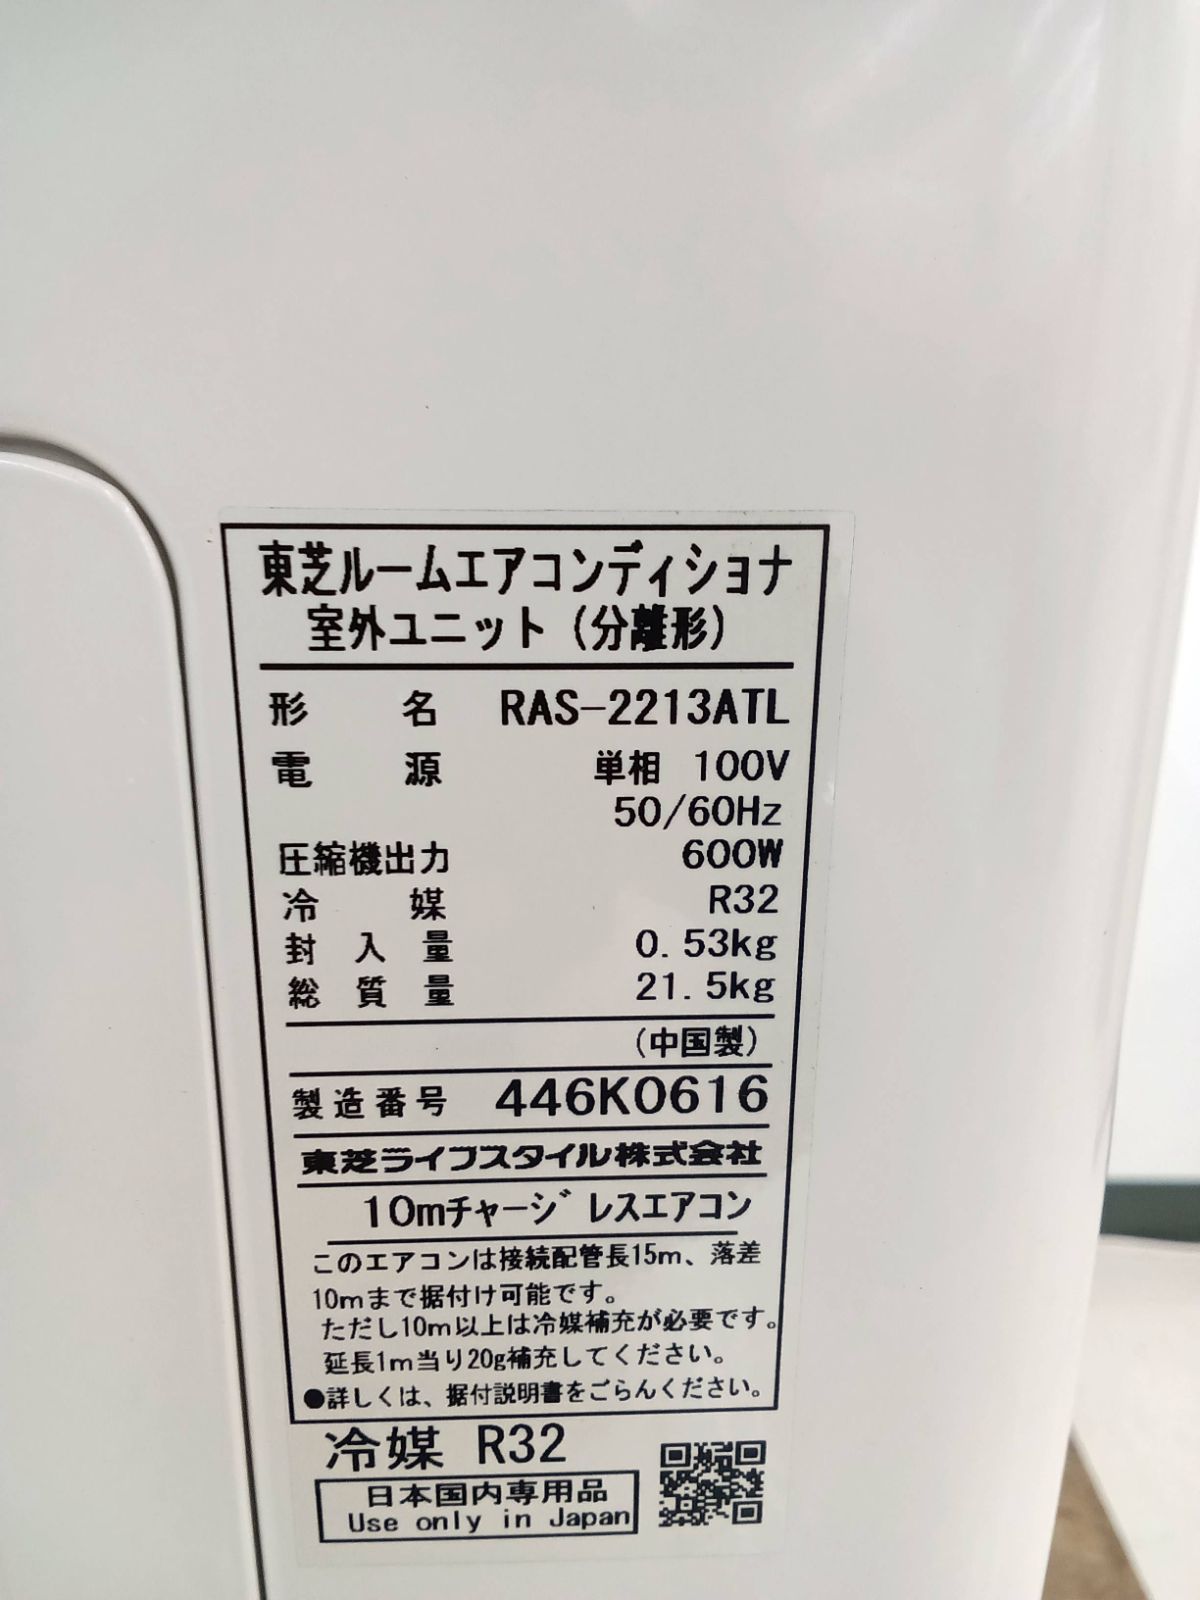 東芝ルームエアコンディショナ
室外ユニット（分離形）
形名 RAS-2213ATL
電源 単相 100V
50/60Hz
圧縮機出力 600W
冷媒 R32
封入量 0.53kg
総質量 21.5kg
（中国製）
製造番号 446K0616
東芝ライフスタイル株式会社
10mチャージレスエアコン
このエアコンは接続配管長15m、落差
10mまで据付け可能です。
ただし10m以上は冷媒補充が必要です。
延長1m当り20g補充してください。
●詳しくは、据付説明書をごらんください。
冷媒 R32
日本国内専用品
Use only in Japan